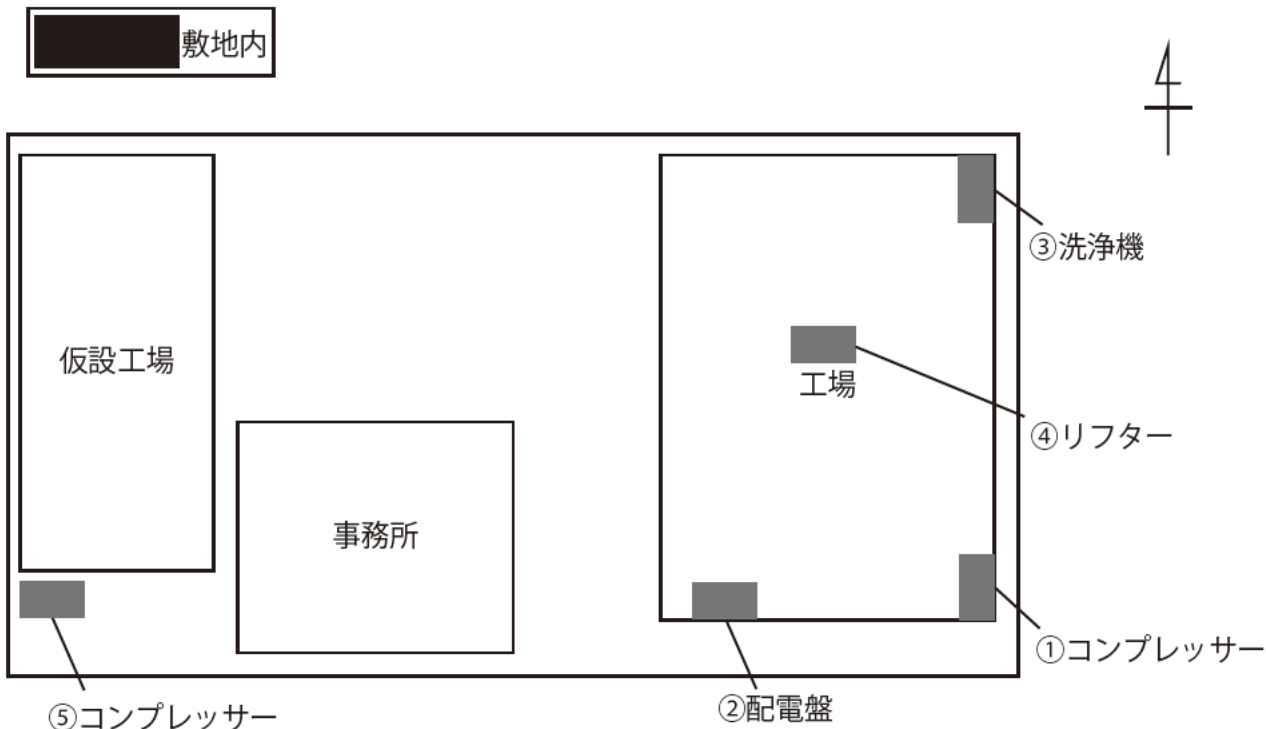 敷地内
③洗浄機
仮設工場
工場
④リフター
事務所
①コンプレッサー
②配電盤
⑤コンプレッサー